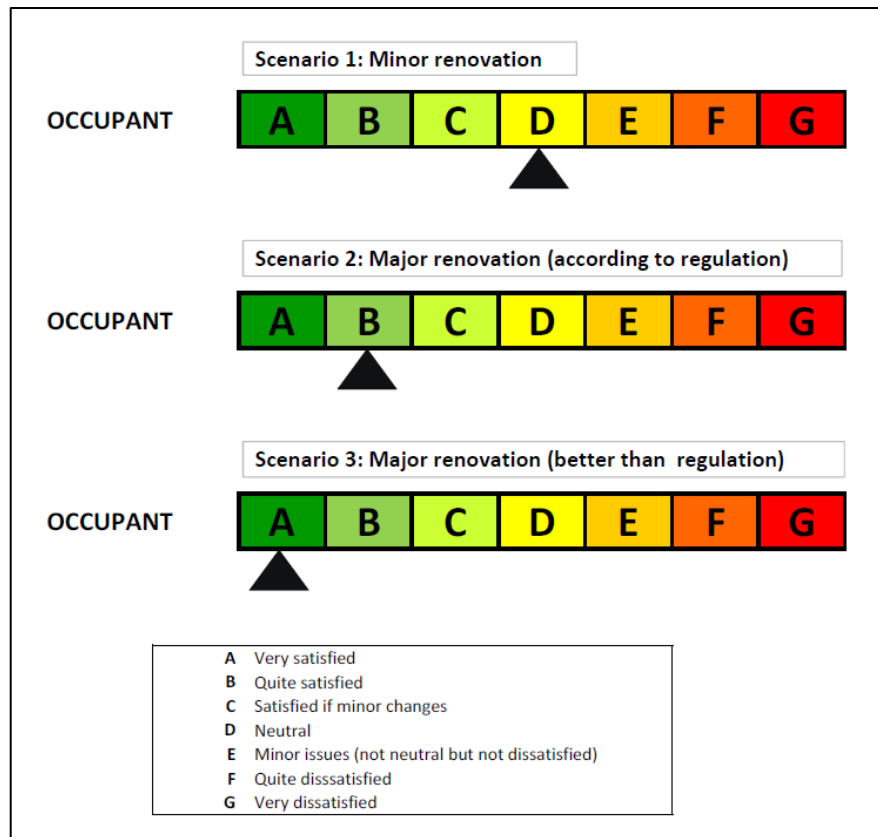 Scenario 1: Minor renovation
OCCUPANT A B C D E F G
Scenario 2: Major renovation (according to regulation)
OCCUPANT A B C D E F G
Scenario 3: Major renovation (better than regulation)
OCCUPANT A B C D E F G
A Very satisfied
B Quite satisfied
C Satisfied if minor changes
D Neutral
E Minor issues (not neutral but not dissatisfied)
F Quite disssatisfied
G Very dissatisfied